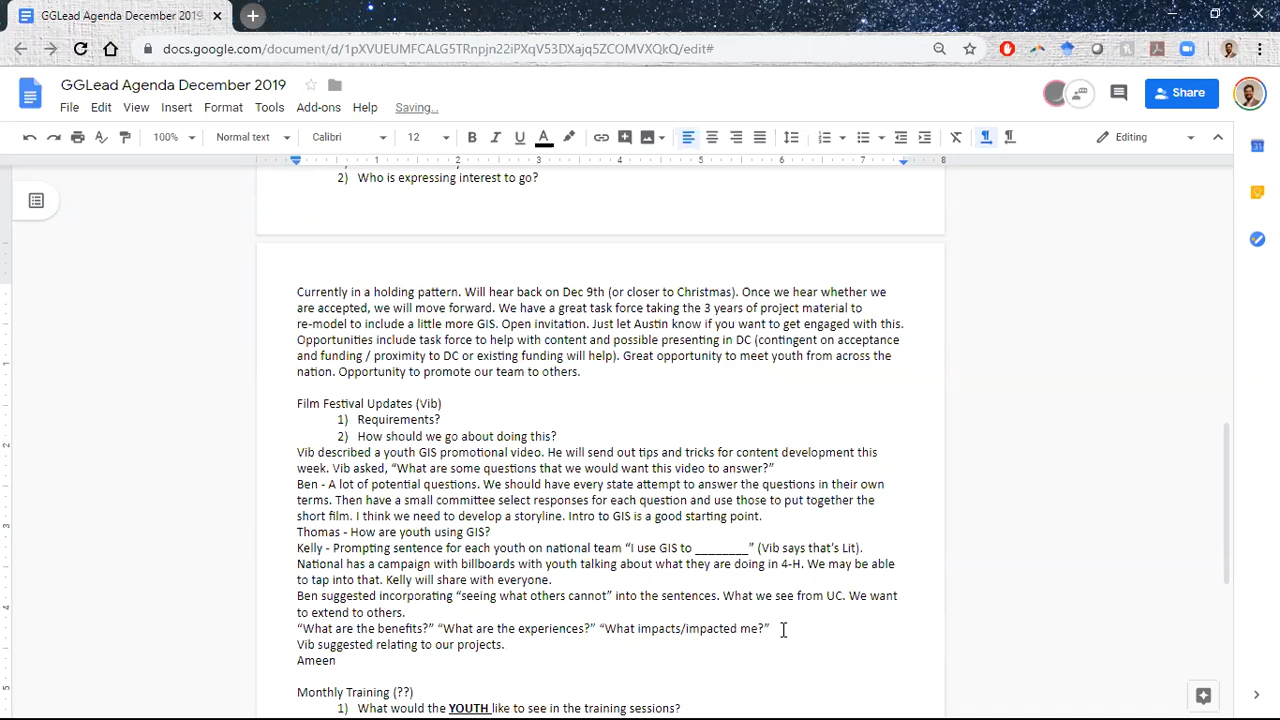 GGLead Agenda December 2019
docs.google.com/document/d/1pXVUEUMFCALG5TRnpjn22iPXqV53DXajq5ZCOMVXQkQ/edit#
GGLead Agenda December 2019
File Edit View Insert Format Tools Add-ons Help Saving...
Share
100% Normal text Calibri 12 Editing
1 2 3 4 5 6 7 8
2) Who is expressing interest to go?
Currently in a holding pattern. Will hear back on Dec 9th (or closer to Christmas). Once we hear whether we
are accepted, we will move forward. We have a great task force taking the 3 years of project material to
re-model to include a little more GIS. Open invitation. Just let Austin know if you want to get engaged with this.
Opportunities include task force to help with content and possible presenting in DC (contingent on acceptance
and funding / proximity to DC or existing funding will help). Great opportunity to meet youth from across the
nation. Opportunity to promote our team to others.
Film Festival Updates (Vib)
1) Requirements?
2) How should we go about doing this?
Vib described a youth GIS promotional video. He will send out tips and tricks for content development this
week. Vib asked, “What are some questions that we would want this video to answer?”
Ben - A lot of potential questions. We should have every state attempt to answer the questions in their own
terms. Then have a small committee select responses for each question and use those to put together the
short film. I think we need to develop a storyline. Intro to GIS is a good starting point.
Thomas - How are youth using GIS?
Kelly - Prompting sentence for each youth on national team “I use GIS to ________” (Vib says that’s Lit).
National has a campaign with billboards with youth talking about what they are doing in 4-H. We may be able
to tap into that. Kelly will share with everyone.
Ben suggested incorporating “seeing what others cannot” into the sentences. What we see from UC. We want
to extend to others.
“What are the benefits?” “What are the experiences?” “What impacts/impacted me?”
Vib suggested relating to our projects.
Ameen
Monthly Training (??)
1) What would the YOUTH like to see in the training sessions?